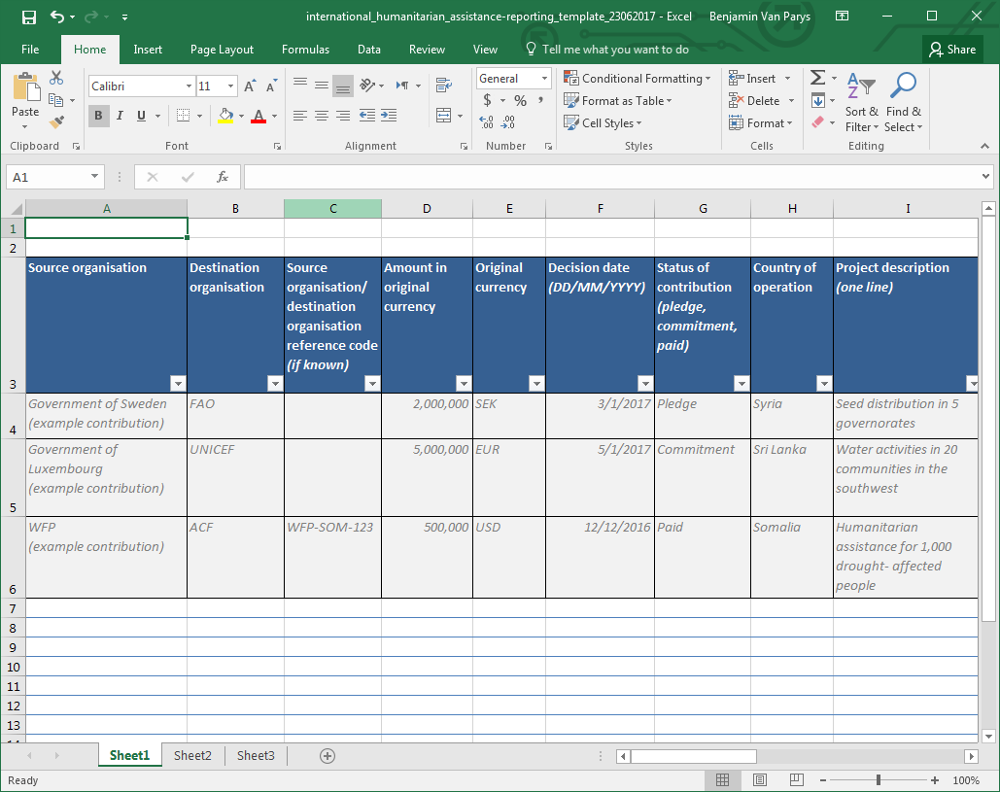 international_humanitarian_assistance-reporting_template_23062017 - Excel Benjamin Van Parys
File Home Insert Page Layout Formulas Data Review View Tell me what you want to do Share
Paste
Calibri 11 A A
B I U A
General
$ % ,
Conditional Formatting
Format as Table
Cell Styles
Insert
Delete
Format
Sort & Filter
Find & Select
Clipboard Font Alignment Number Styles Cells Editing
A1 fx
A B C D E F G H I
1
2
3
Source organisation
Destination
organisation
Source
organisation/
destination
organisation
reference code
(if known)
Amount in
original
currency
Original
currency
Decision date
(DD/MM/YYYY)
Status of
contribution
(pledge,
commitment,
paid)
Country of
operation
Project description
(one line)
4
Government of Sweden
(example contribution)
FAO
2,000,000
SEK
3/1/2017
Pledge
Syria
Seed distribution in 5
governorates
5
Government of
Luxembourg
(example contribution)
UNICEF
5,000,000
EUR
5/1/2017
Commitment
Sri Lanka
Water activities in 20
communities in the
southwest
6
WFP
(example contribution)
ACF
WFP-SOM-123
500,000
USD
12/12/2016
Paid
Somalia
Humanitarian
assistance for 1,000
drought- affected
people
7
8
9
10
11
12
13
Sheet1 Sheet2 Sheet3
Ready 100%